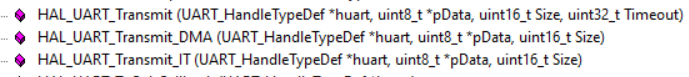 HAL_UART_Transmit (UART_HandleTypeDef *huart, uint8_t *pData, uint16_t Size, uint32_t Timeout)
HAL_UART_Transmit_DMA (UART_HandleTypeDef *huart, uint8_t *pData, uint16_t Size)
HAL_UART_Transmit_IT (UART_HandleTypeDef *huart, uint8_t *pData, uint16_t Size)